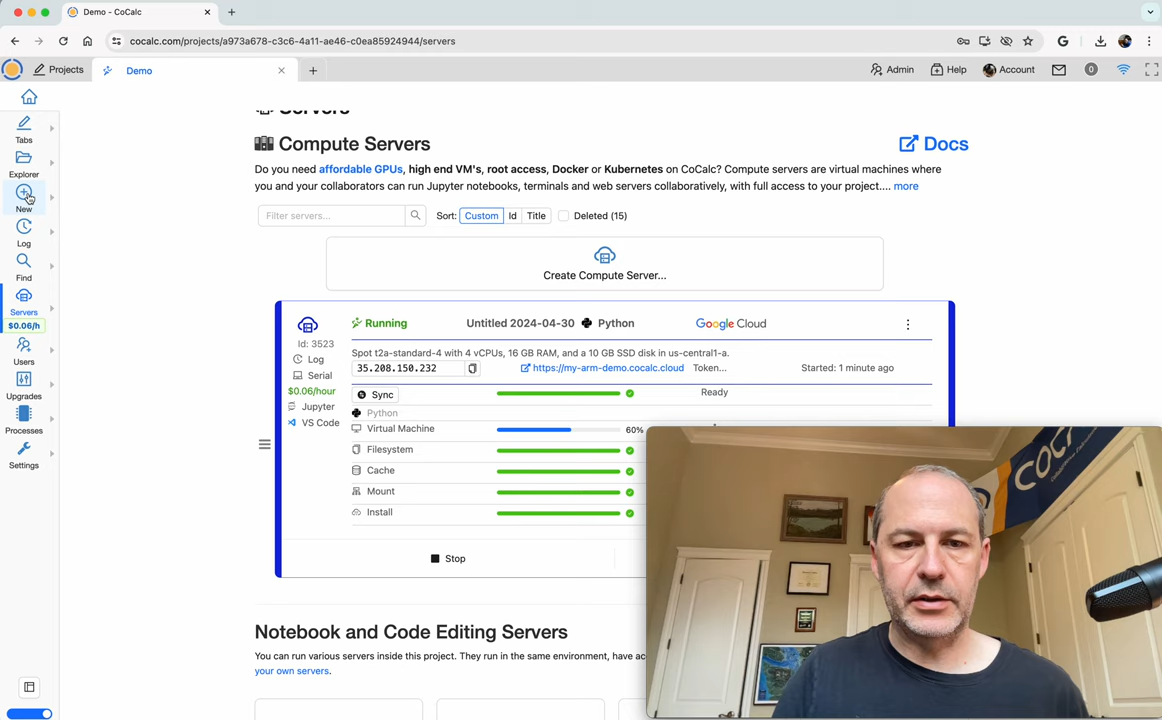 Demo - CoCalc
cocalc.com/projects/a973a678-c3c6-4a11-ae46-c0ea85924944/servers
Projects
Demo
Admin
Help
Account
0
Tabs
Explorer
New
Log
Find
Servers
$0.06/h
Users
Upgrades
Processes
Settings
Compute Servers
Docs
Do you need affordable GPUs, high end VM's, root access, Docker or Kubernetes on CoCalc? Compute servers are virtual machines where
you and your collaborators can run Jupyter notebooks, terminals and web servers collaboratively, with full access to your project.... more
Filter servers...
Sort: Custom Id Title Deleted (15)
Create Compute Server...
Running Untitled 2024-04-30 Python Google Cloud
Id: 3523
Log
Serial
$0.06/hour
Jupyter
VS Code
Spot t2a-standard-4 with 4 vCPUs, 16 GB RAM, and a 10 GB SSD disk in us-central1-a.
35.208.150.232 https://my-arm-demo.cocalc.cloud Token... Started: 1 minute ago
Sync Ready
Python
Virtual Machine 60%
Filesystem
Cache
Mount
Install
Stop
Notebook and Code Editing Servers
You can run various servers inside this project. They run in the same environment, have acc
your own servers.